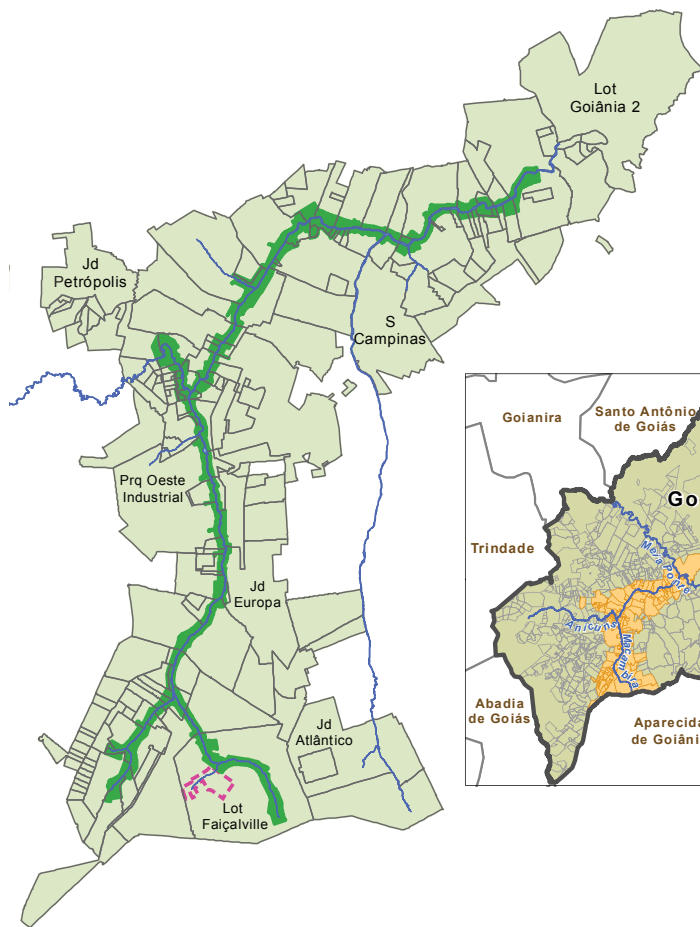 Lot
Goiânia 2
Jd
Petrópolis
S
Campinas
Prq Oeste
Industrial
Jd
Europa
Jd
Atlântico
Lot
Faiçalville
Goianira
Santo Antônio
de Goiás
Go
Trindade
Meia Ponte
Anicuns
Macambira
Abadia
de Goiás
Aparecida
de Goiâni